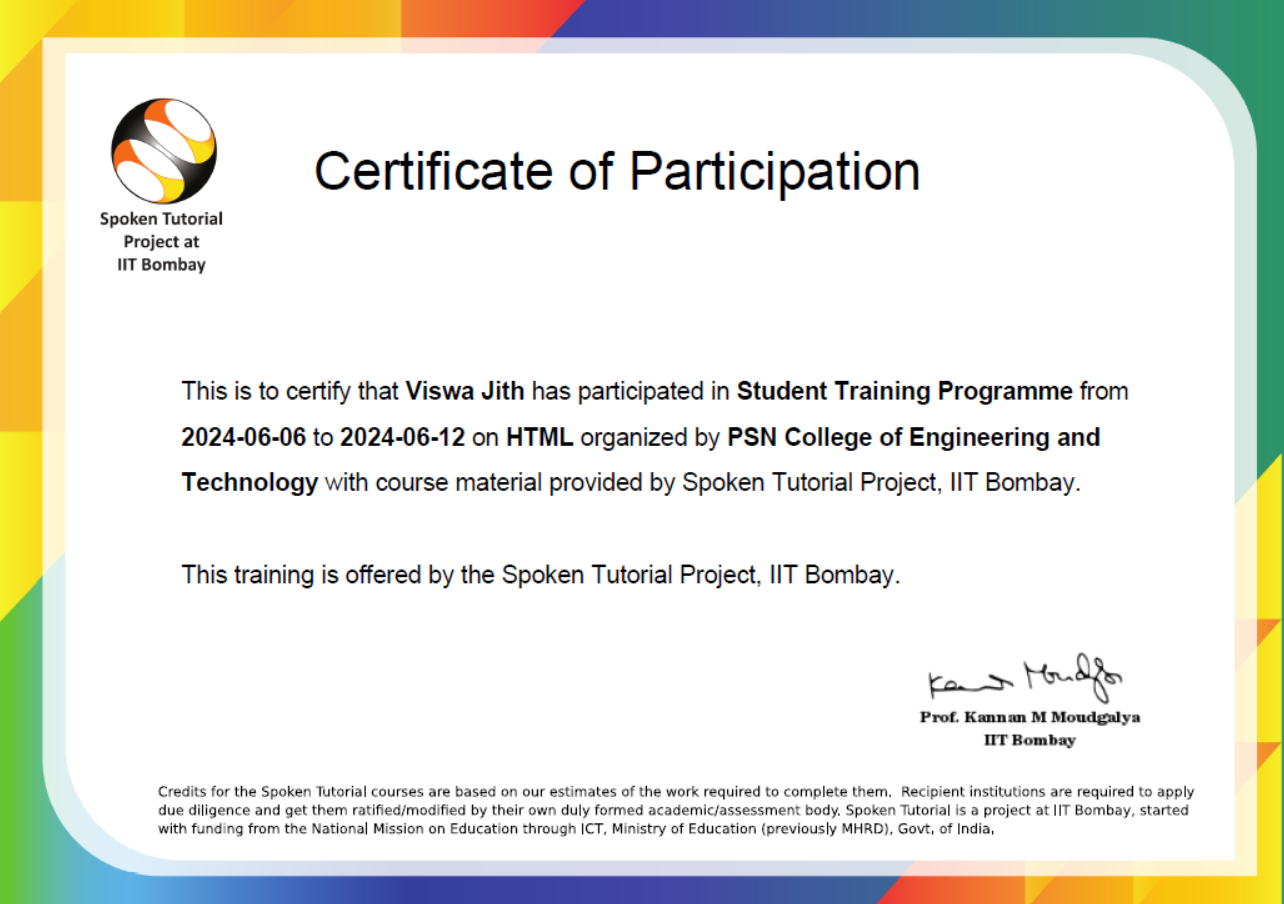 Spoken Tutorial
Project at
IIT Bombay
Certificate of Participation
This is to certify that Viswa Jith has participated in Student Training Programme from
2024-06-06 to 2024-06-12 on HTML organized by PSN College of Engineering and
Technology with course material provided by Spoken Tutorial Project, IIT Bombay.
This training is offered by the Spoken Tutorial Project, IIT Bombay.
Prof. Kannan M Moudgalya
IIT Bombay
Credits for the Spoken Tutorial courses are based on our estimates of the work required to complete them. Recipient institutions are required to apply
due diligence and get them ratified/modified by their own duly formed academic/assessment body. Spoken Tutorial is a project at IIT Bombay, started
with funding from the National Mission on Education through ICT, Ministry of Education (previously MHRD), Govt. of India.